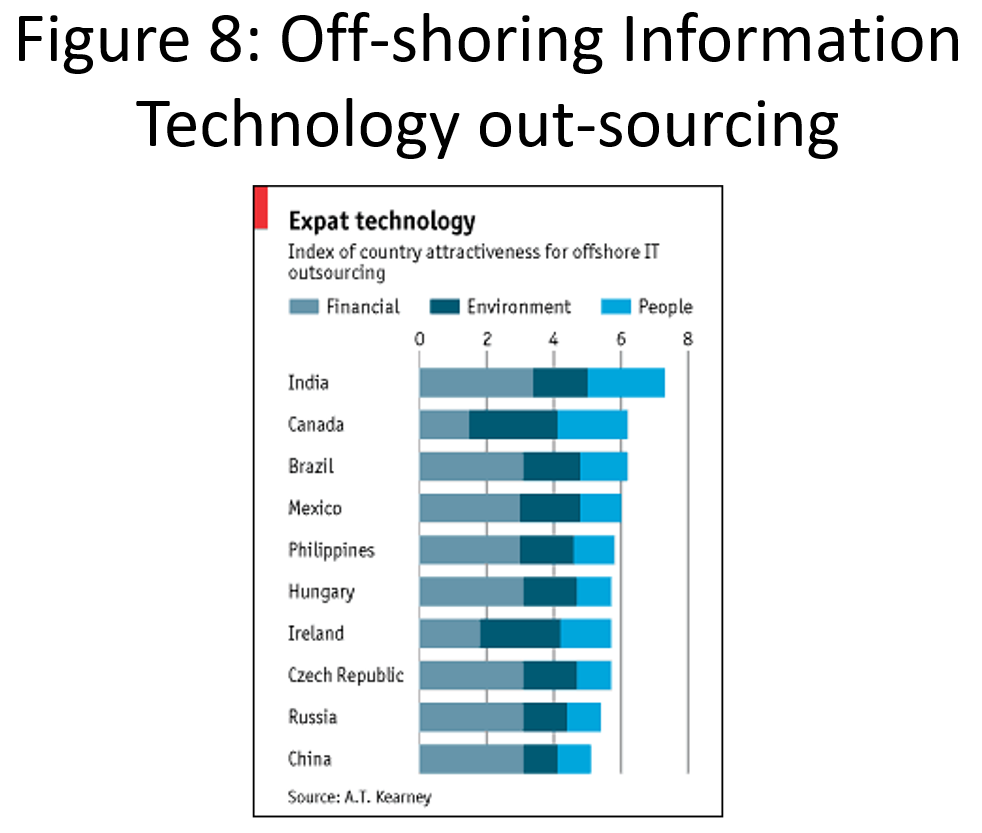 Figure 8: Off-shoring Information
Technology out-sourcing
Expat technology
Index of country attractiveness for offshore IT
outsourcing
Financial Environment People
0 2 4 6 8
India
Canada
Brazil
Mexico
Philippines
Hungary
Ireland
Czech Republic
Russia
China
Source: A.T. Kearney